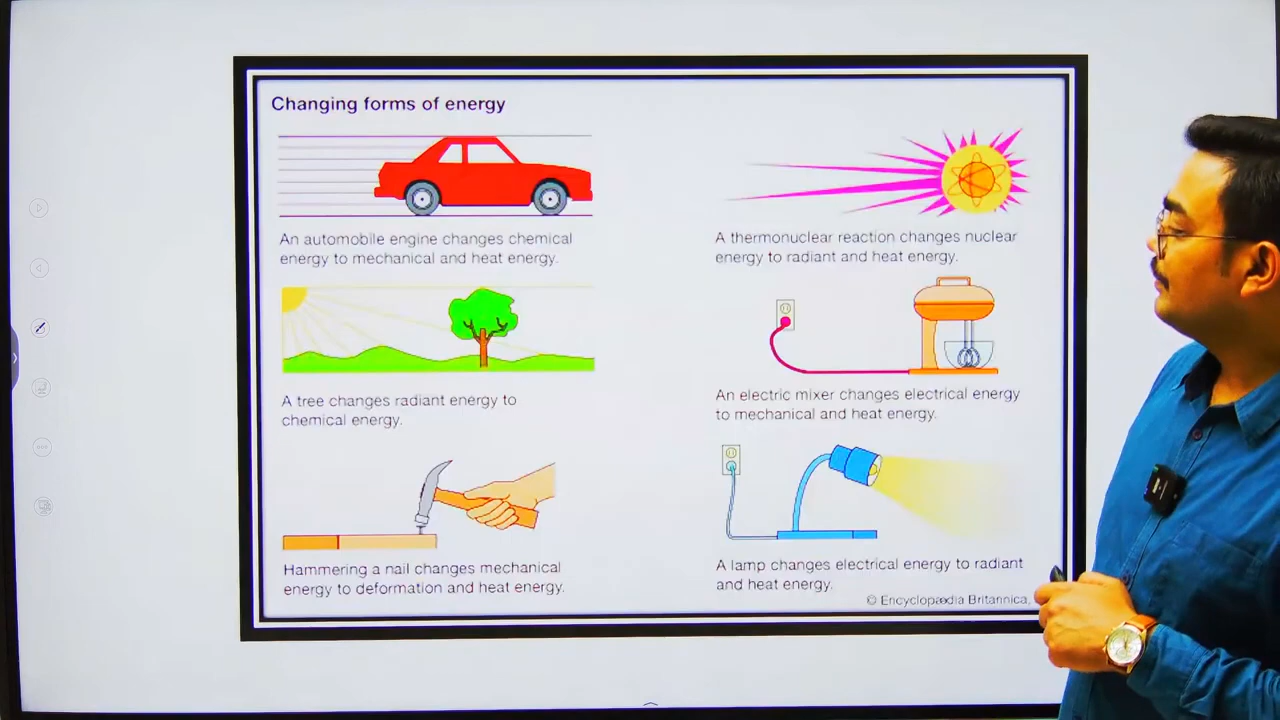 Changing forms of energy
An automobile engine changes chemical
energy to mechanical and heat energy.
A thermonuclear reaction changes nuclear
energy to radiant and heat energy.
A tree changes radiant energy to
chemical energy.
An electric mixer changes electrical energy
to mechanical and heat energy.
Hammering a nail changes mechanical
energy to deformation and heat energy.
A lamp changes electrical energy to radiant
and heat energy.
© Encyclopædia Britannica,